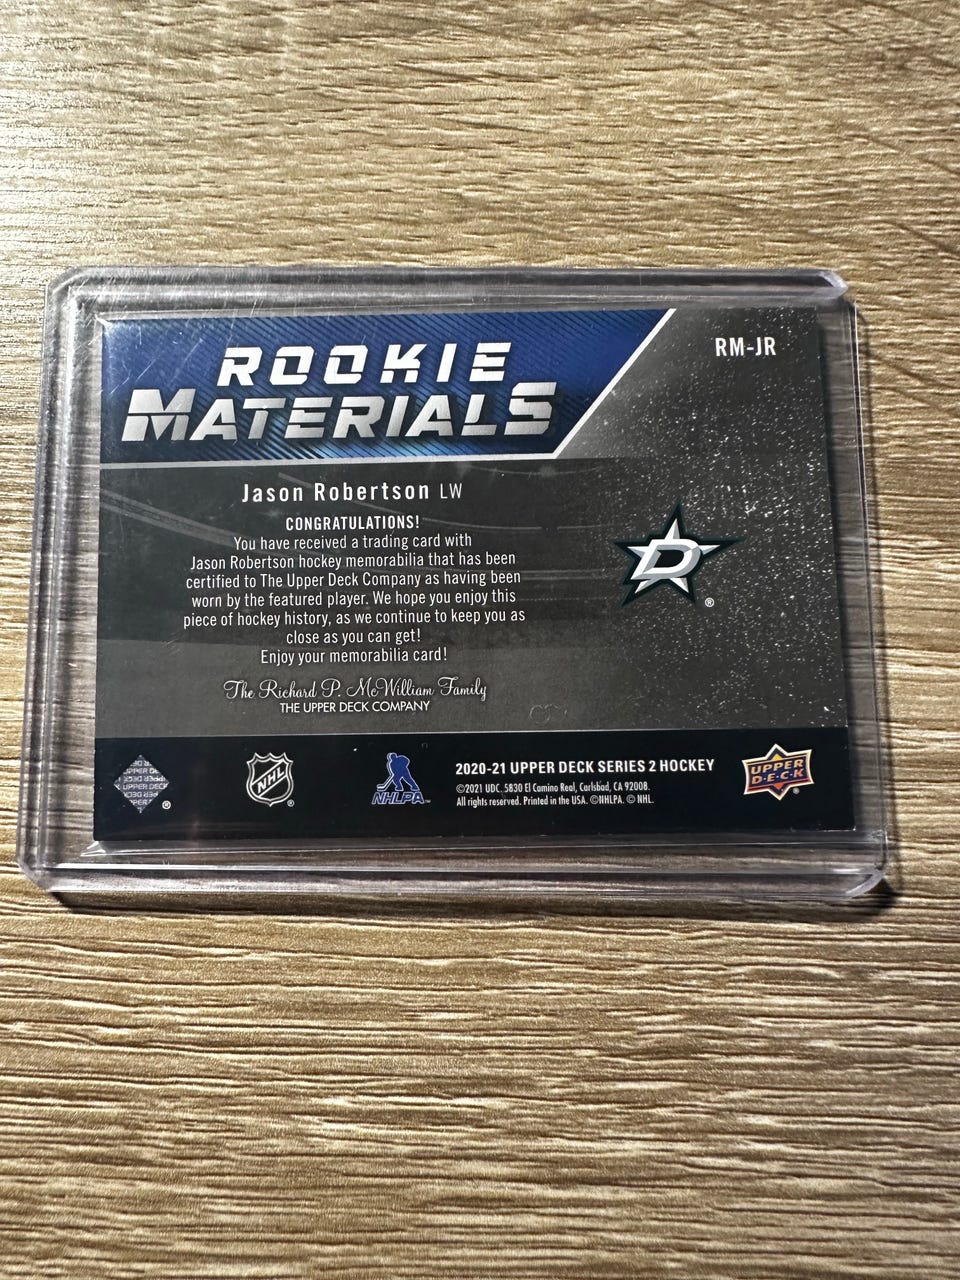 ROOKIE
MATERIALS
RM-JR
Jason Robertson LW
CONGRATULATIONS!
You have received a trading card with
Jason Robertson hockey memorabilia that has been
certified to The Upper Deck Company as having been
worn by the featured player. We hope you enjoy this
piece of hockey history, as we continue to keep you as
close as you can get!
Enjoy your memorabilia card!
The Richard P. McWilliam Family
THE UPPER DECK COMPANY
D ®
UPPER DECK ®
NHL ®
NHLPA ™
2020-21 UPPER DECK SERIES 2 HOCKEY
©2021 UDC. 5830 El Camino Real, Carlsbad, CA 92008.
All rights reserved. Printed in the USA. ©NHLPA. © NHL.
UPPER
D·E·C·K ®